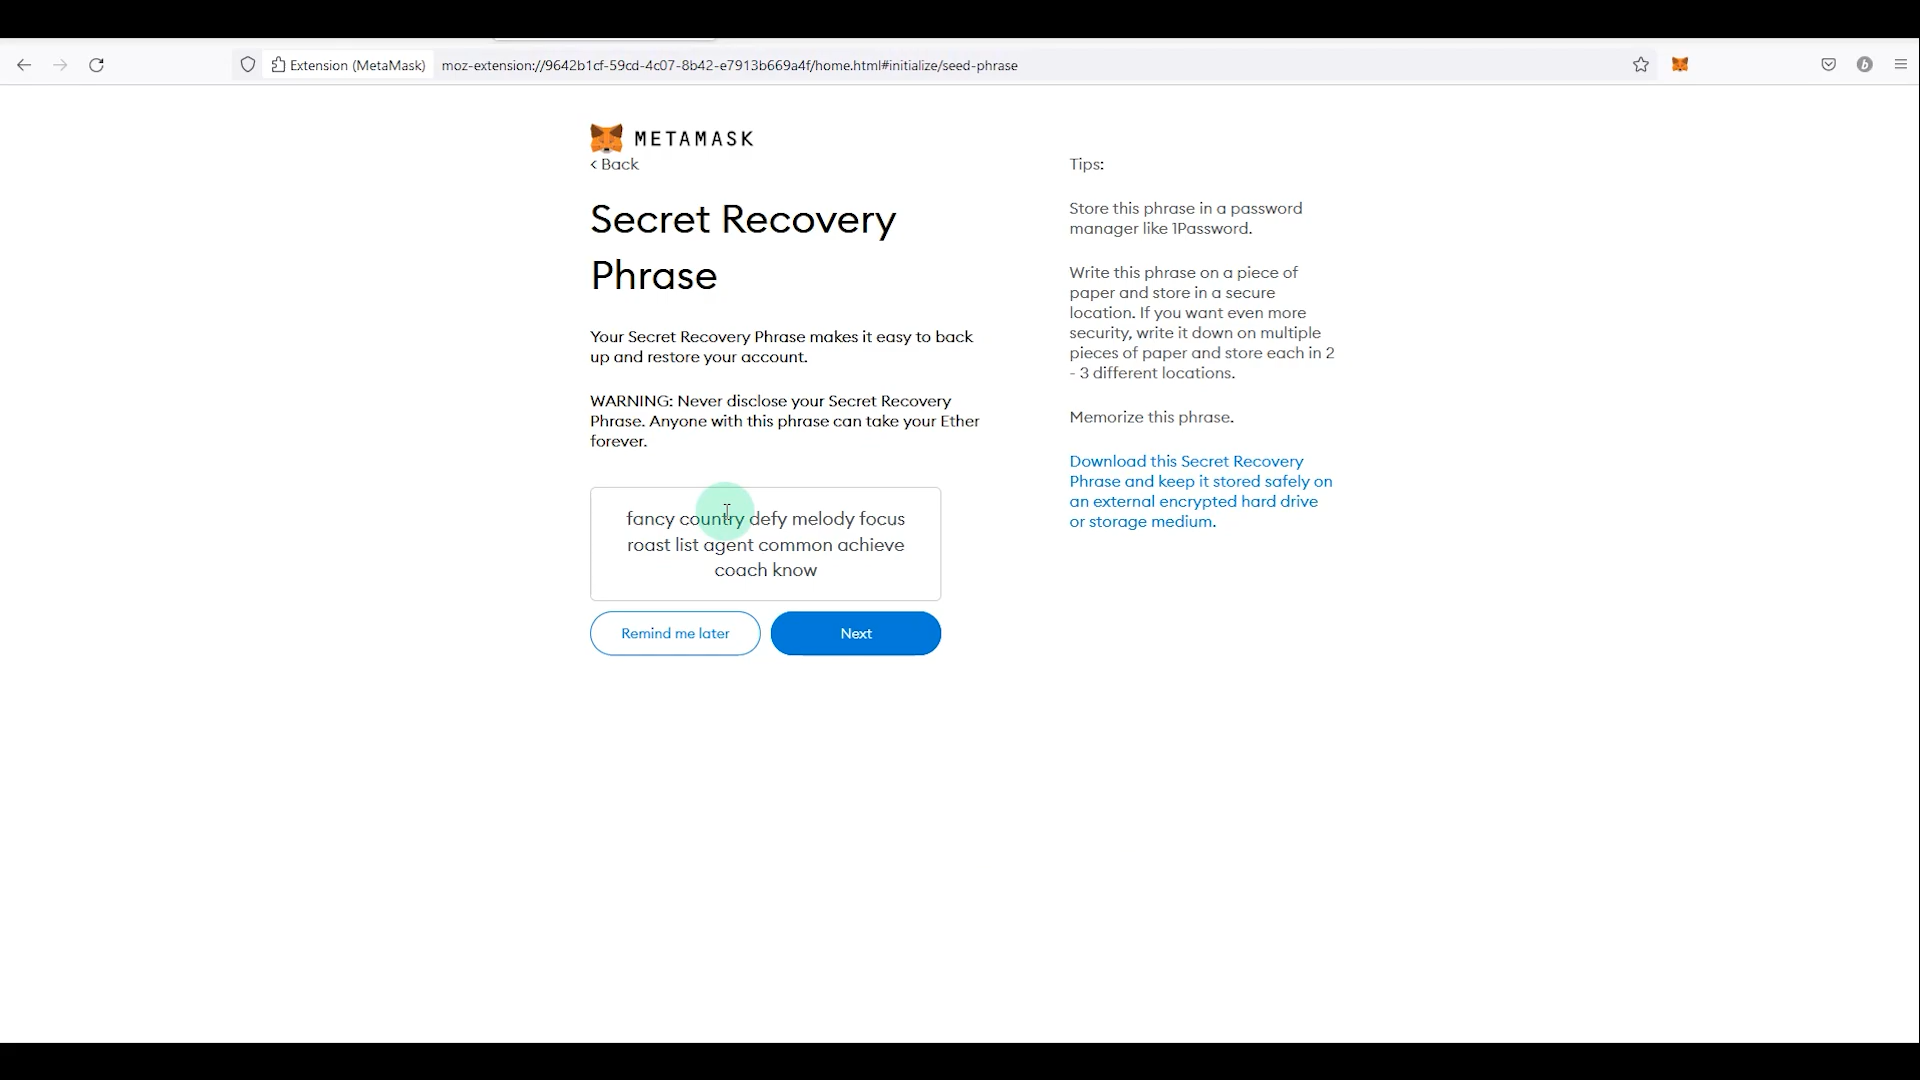 Extension (MetaMask)
moz-extension://9642b1cf-59cd-4c07-8b42-e7913b669a4f/home.html#initialize/seed-phrase
METAMASK
< Back
Secret Recovery
Phrase
Your Secret Recovery Phrase makes it easy to back
up and restore your account.
WARNING: Never disclose your Secret Recovery
Phrase. Anyone with this phrase can take your Ether
forever.
fancy country defy melody focus
roast list agent common achieve
coach know
Remind me later
Next
Tips:
Store this phrase in a password
manager like 1Password.
Write this phrase on a piece of
paper and store in a secure
location. If you want even more
security, write it down on multiple
pieces of paper and store each in 2
- 3 different locations.
Memorize this phrase.
Download this Secret Recovery
Phrase and keep it stored safely on
an external encrypted hard drive
or storage medium.